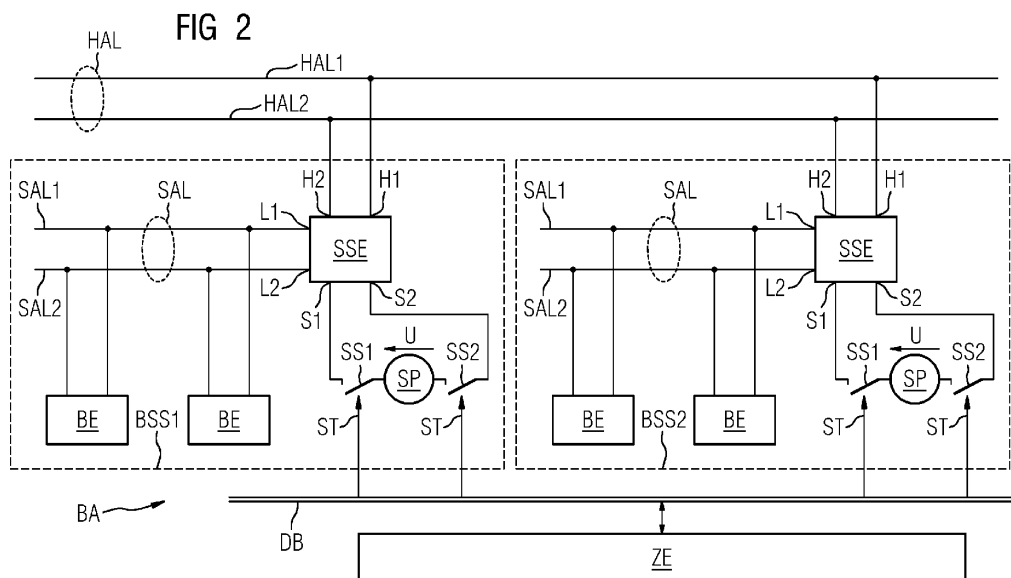 FIG 2
HAL
HAL1
HAL2
SAL1
SAL
H2
H1
L1
SSE
L2
SAL2
S1
S2
U
SS1
SP
SS2
BE
BE
BSS1
ST
ST
SAL1
SAL
H2
H1
L1
SSE
L2
SAL2
S1
S2
U
SS1
SP
SS2
BE
BE
BSS2
ST
ST
BA
DB
ZE